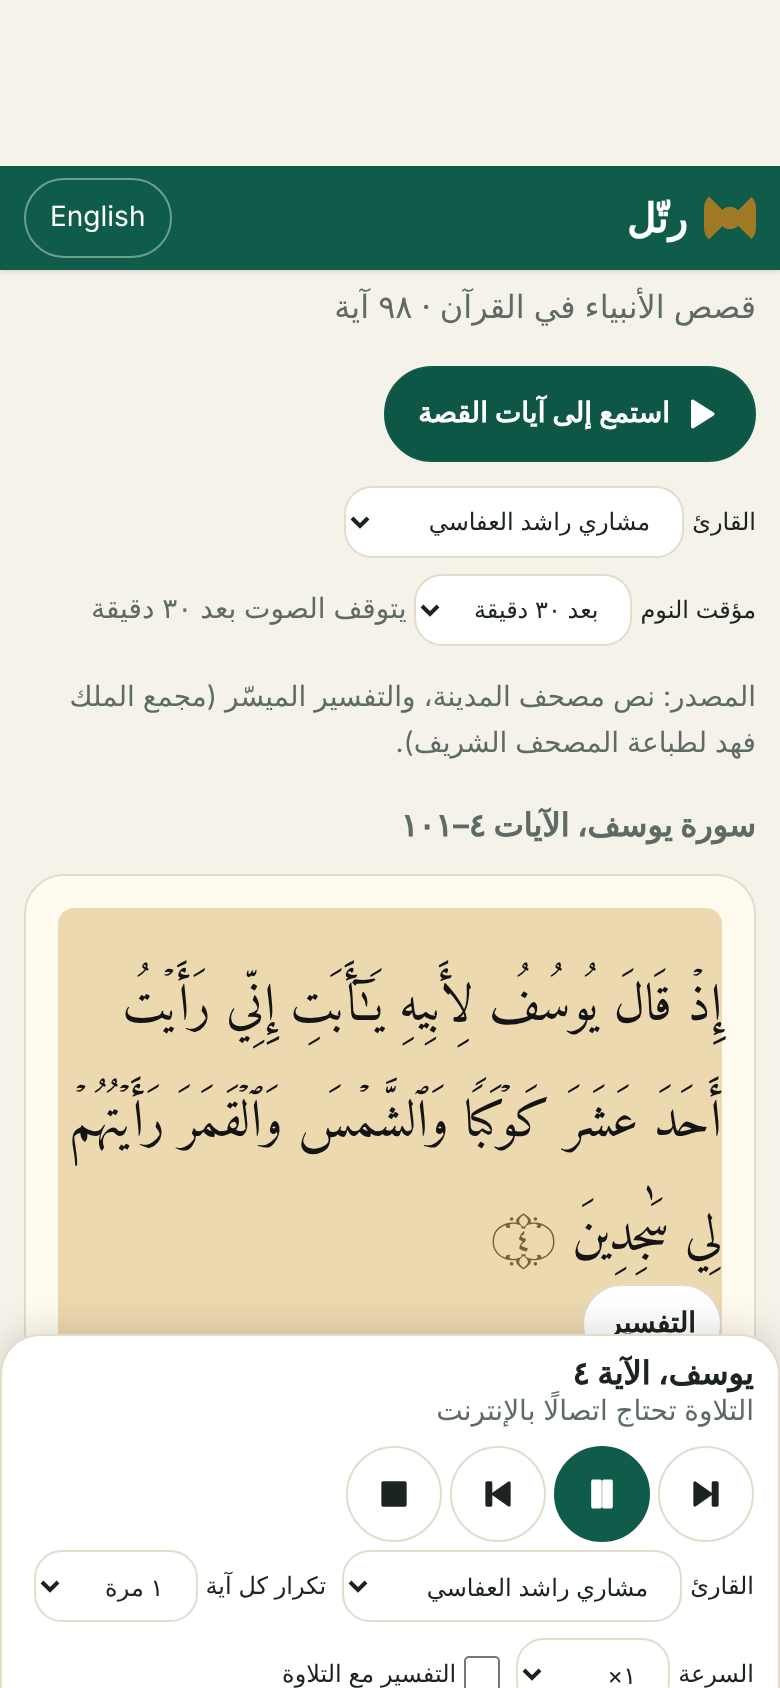 رتّل
English
قصص الأنبياء في القرآن · ٩٨ آية
استمع إلى آيات القصة
القارئ مشاري راشد العفاسي
مؤقت النوم بعد ٣٠ دقيقة يتوقف الصوت بعد ٣٠ دقيقة
المصدر: نص مصحف المدينة، والتفسير الميسّر (مجمع الملك
فهد لطباعة المصحف الشريف).
سورة يوسف، الآيات ٤–١٠١
إِذۡ قَالَ يُوسُفُ لِأَبِيهِ يَـٰٓأَبَتِ إِنِّي رَأَيۡتُ
أَحَدَ عَشَرَ كَوۡكَبٗا وَٱلشَّمۡسَ وَٱلۡقَمَرَ رَأَيۡتُهُمۡ
لِي سَٰجِدِينَ ٤
التفسير
يوسف، الآية ٤
التلاوة تحتاج اتصالًا بالإنترنت
القارئ مشاري راشد العفاسي تكرار كل آية ١ مرة
السرعة ١× التفسير مع التلاوة